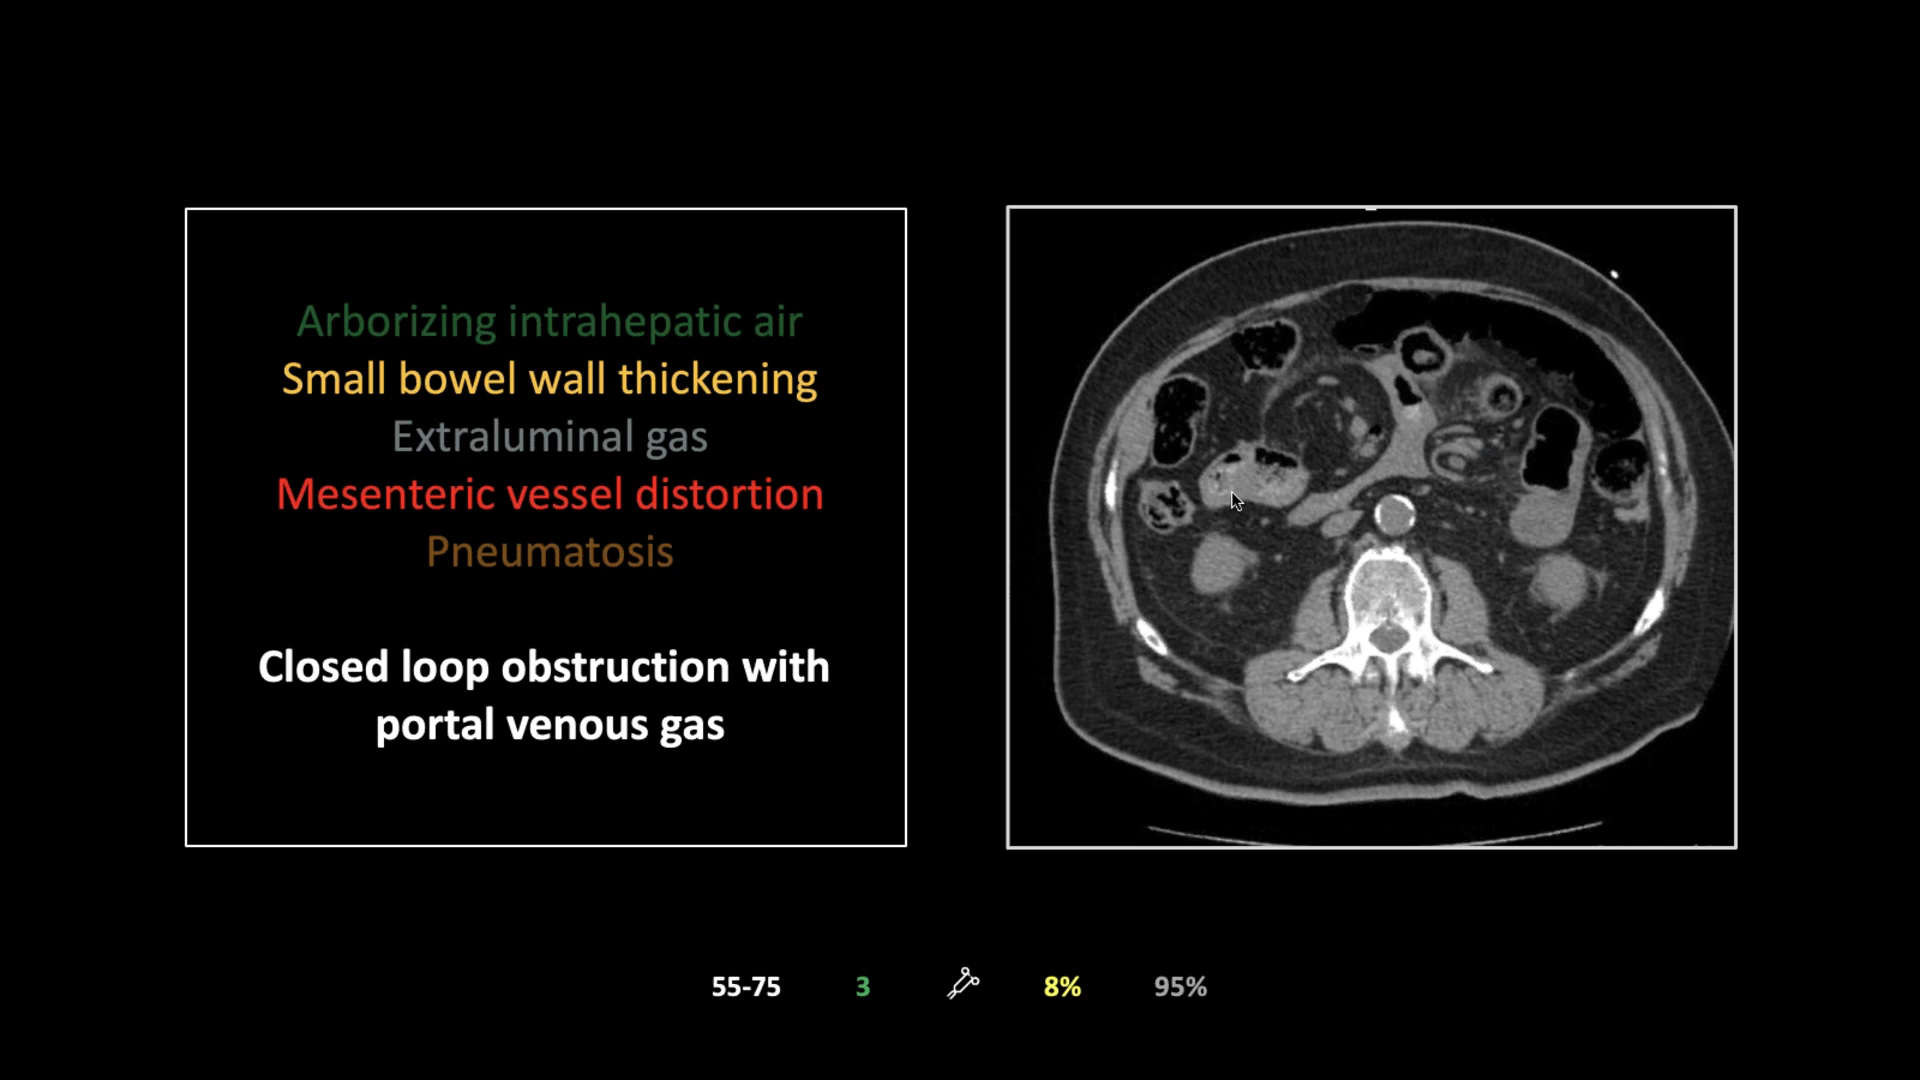 Arborizing intrahepatic air
Small bowel wall thickening
Extraluminal gas
Mesenteric vessel distortion
Pneumatosis
Closed loop obstruction with
portal venous gas
55-75 3 8% 95%